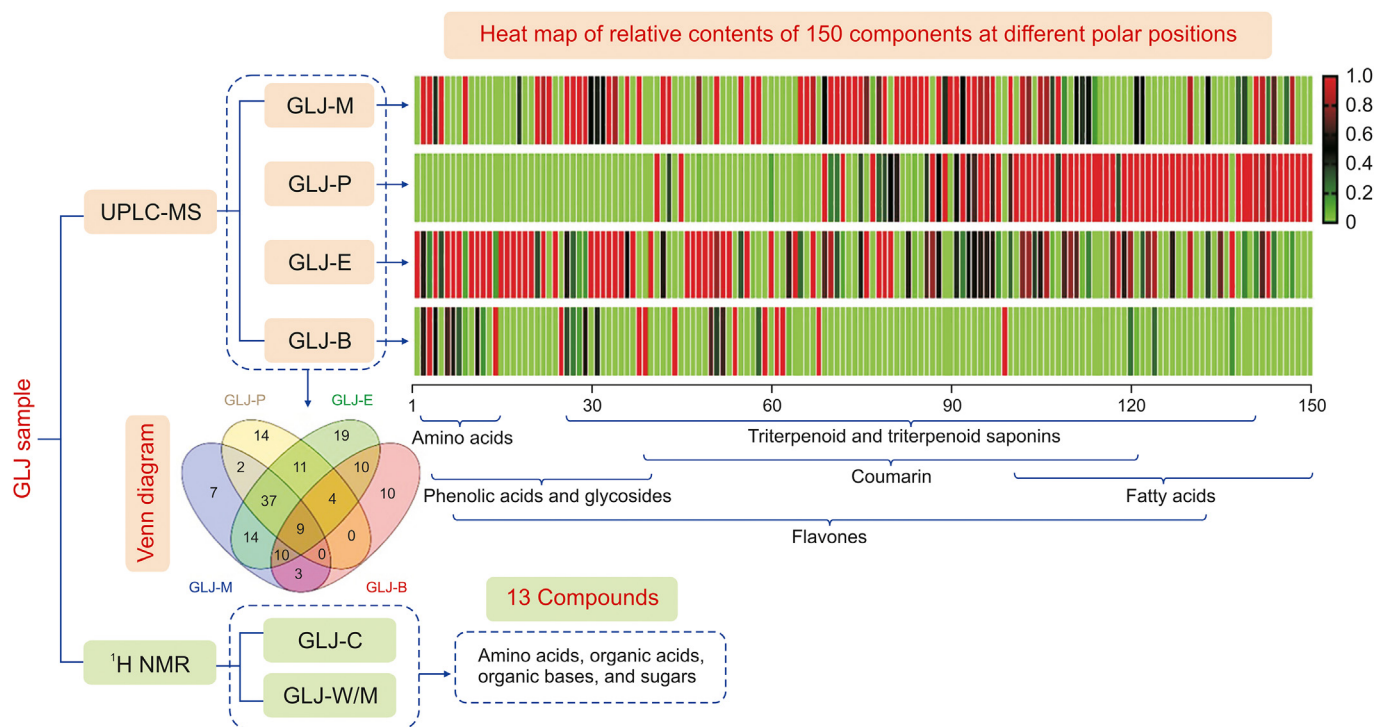 Heat map of relative contents of 150 components at different polar positions
GLJ-M
GLJ-P
GLJ-E
GLJ-B
UPLC-MS
GLJ sample
1.0
0.8
0.6
0.4
0.2
0
1 30 60 90 120 150
Amino acids
Triterpenoid and triterpenoid saponins
Coumarin
Phenolic acids and glycosides
Fatty acids
Flavones
Venn diagram
GLJ-P
GLJ-E
14
19
2
11
10
7
37
4
10
14
9
0
10
0
3
GLJ-M
GLJ-B
¹H NMR
GLJ-C
GLJ-W/M
13 Compounds
Amino acids, organic acids,
organic bases, and sugars